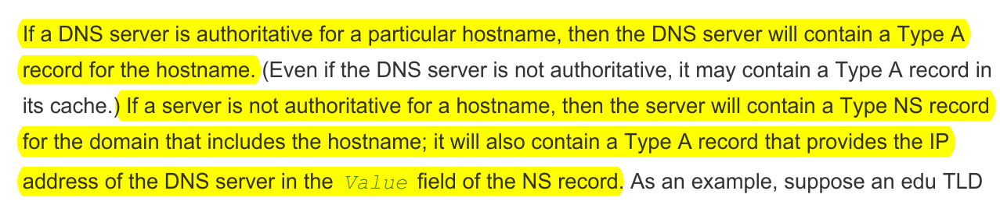 If a DNS server is authoritative for a particular hostname, then the DNS server will contain a Type A
record for the hostname. (Even if the DNS server is not authoritative, it may contain a Type A record in
its cache.) If a server is not authoritative for a hostname, then the server will contain a Type NS record
for the domain that includes the hostname; it will also contain a Type A record that provides the IP
address of the DNS server in the Value field of the NS record. As an example, suppose an edu TLD